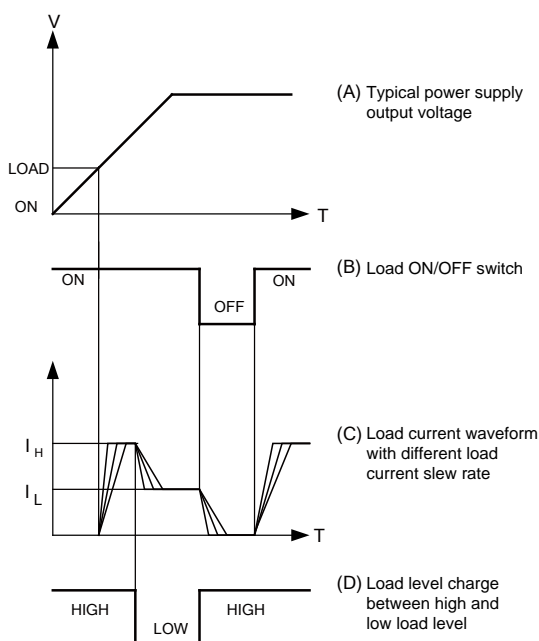 V
(A) Typical power supply
output voltage
LOAD
ON
T
(B) Load ON/OFF switch
ON
ON
OFF
I H
(C) Load current waveform
with different load
current slew rate
I L
T
(D) Load level charge
between high and
low load level
HIGH
HIGH
LOW